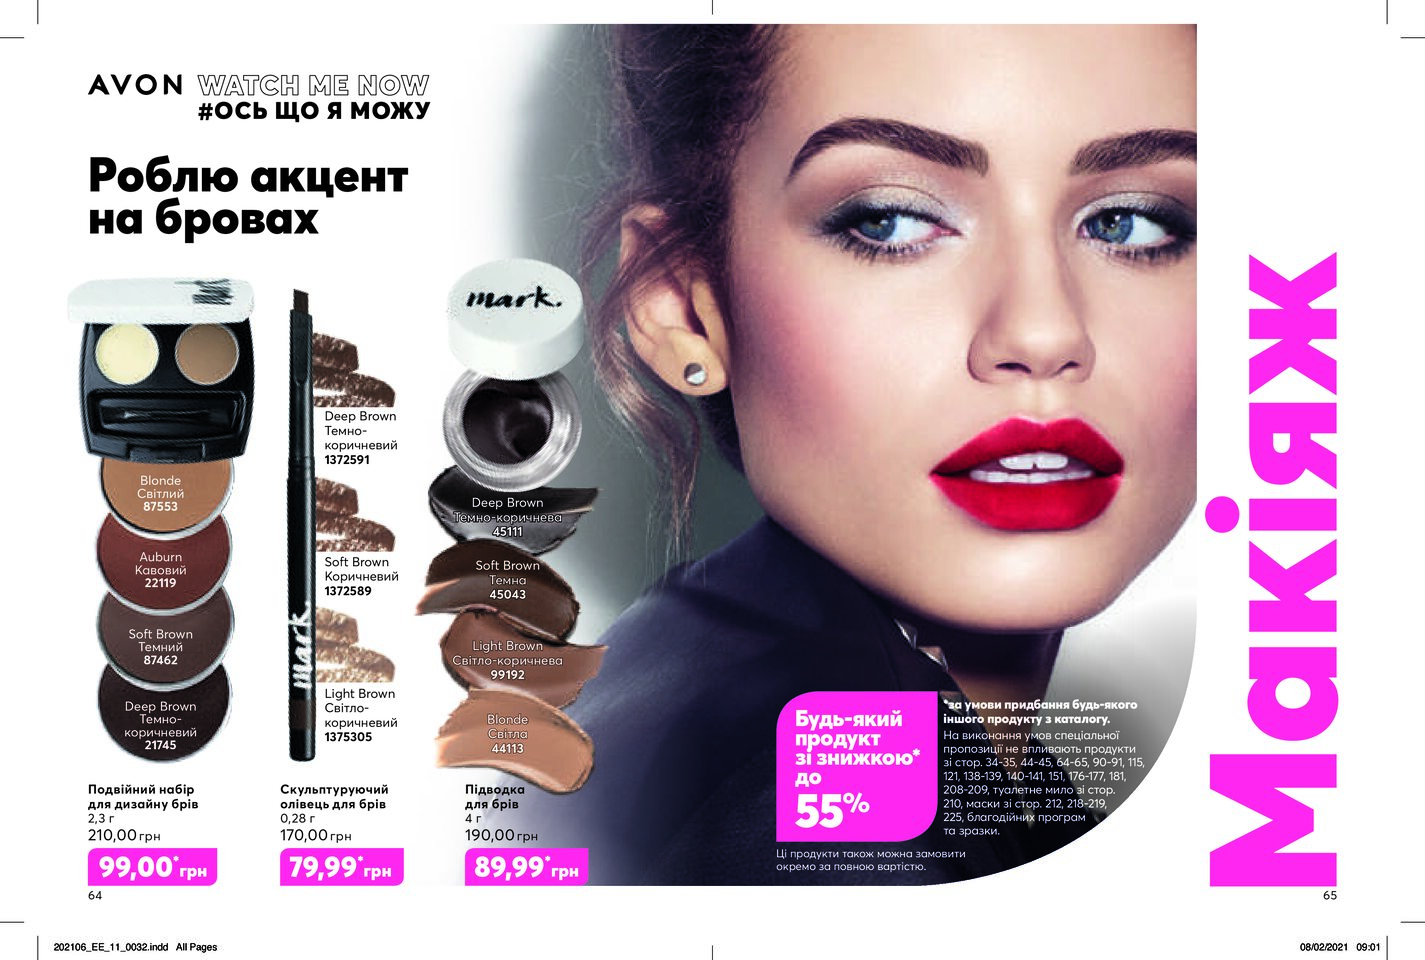 AVON WATCH ME NOW
#ОСЬ ЩО Я МОЖУ
Роблю акцент
на бровах
mark.
Blonde
Світлий
87553
Auburn
Кавовий
22119
Soft Brown
Темний
87462
Deep Brown
Темно-
коричневий
21745
mark
Deep Brown
Темно-
коричневий
1372591
Soft Brown
Коричневий
1372589
Light Brown
Світло-
коричневий
1375305
Deep Brown
Темно-коричнева
45111
Soft Brown
Темна
45043
Light Brown
Світло-коричнева
99192
Blonde
Світла
44113
Подвійний набір
для дизайну брів
2,3 г
210,00 грн
99,00* грн
Скульптуруючий
олівець для брів
0,28 г
170,00 грн
79,99* грн
Підводка
для брів
4 г
190,00 грн
89,99* грн
Будь-який
продукт
зі знижкою*
до
55%
*за умови придбання будь-якого
іншого продукту з каталогу.
На виконання умов спеціальної
пропозиції не впливають продукти
зі стор. 34-35, 44-45, 64-65, 90-91, 115,
121, 138-139, 140-141, 151, 176-177, 181,
208-209, туалетне мило зі стор.
210, маски зі стор. 212, 218-219,
225, благодійних програм
та зразки.
Ці продукти також можна замовити
окремо за повною вартістю.
Макіяж
64
65
202106_EE_11_0032.indd All Pages
08/02/2021 09:01